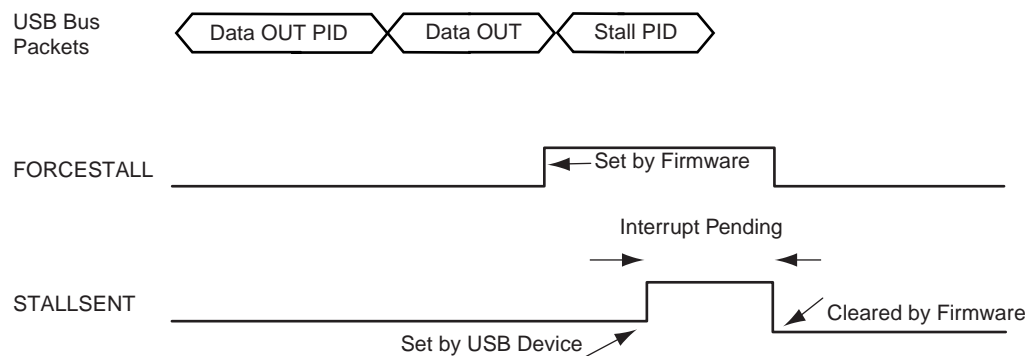 USB Bus
Packets
Data OUT PID
Data OUT
Stall PID
FORCESTALL
Set by Firmware
Interrupt Pending
STALLSENT
Cleared by Firmware
Set by USB Device